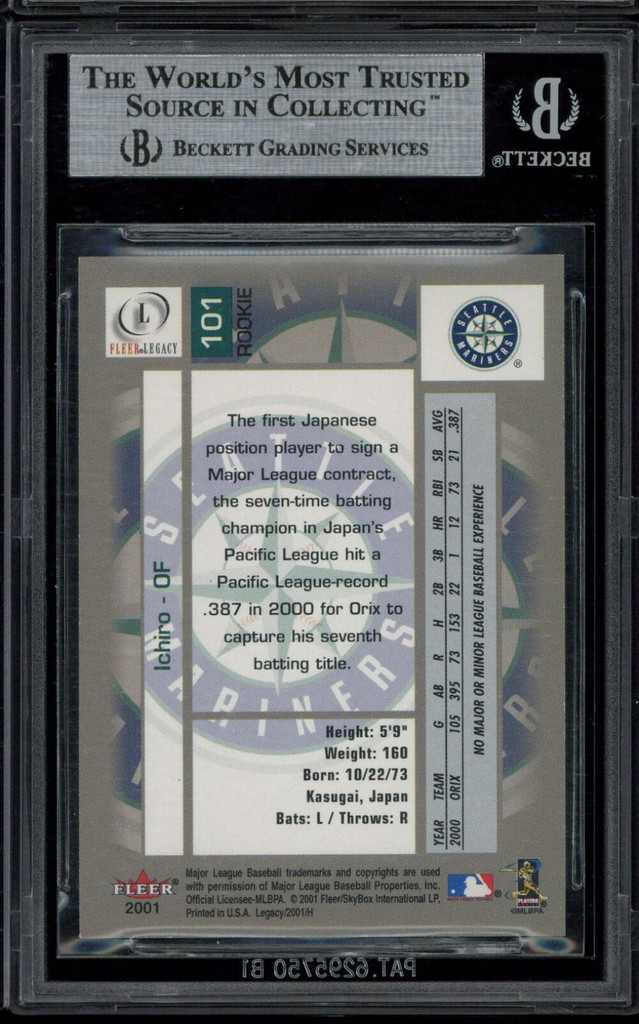 THE WORLD'S MOST TRUSTED
SOURCE IN COLLECTING™
B BECKETT GRADING SERVICES
B
BECKETT®
L
FLEER LEGACY
101
ROOKIE
SEATTLE
MARINERS
®
Ichiro - OF
SEATTLE
MARINERS
The first Japanese
position player to sign a
Major League contract,
the seven-time batting
champion in Japan's
Pacific League hit a
Pacific League-record
.387 in 2000 for Orix to
capture his seventh
batting title.
Height: 5'9"
Weight: 160
Born: 10/22/73
Kasugai, Japan
Bats: L / Throws: R
YEAR TEAM G AB R H 2B 3B HR RBI SB AVG
2000 ORIX 105 395 73 153 22 1 12 73 21 .387
NO MAJOR OR MINOR LEAGUE BASEBALL EXPERIENCE
FLEER®
2001
Major League Baseball trademarks and copyrights are used
with permission of Major League Baseball Properties, Inc.
Official Licensee-MLBPA. © 2001 Fleer/SkyBox International LP,
Printed in U.S.A. Legacy/2001/H
®
PLAYERS
©MLBPA
PAT.6295750 B1